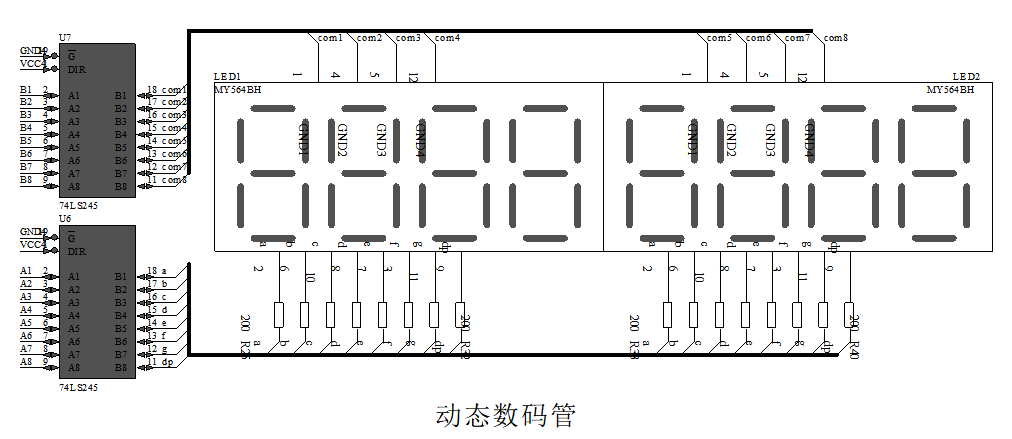 U7
GND
VCC
G
DIR
B1 2 A1 B1 18 com1
B2 3 A2 B2 17 com2
B3 4 A3 B3 16 com3
B4 5 A4 B4 15 com4
B5 6 A5 B5 14 com5
B6 7 A6 B6 13 com6
B7 8 A7 B7 12 com7
B8 9 A8 B8 11 com8
74LS245
com1 com2 com3 com4 com5 com6 com7 com8
1 4 5 12 1 4 5 12
LED1 LED2
MY564BH MY564BH
GND1 GND2 GND3 GND4 GND1 GND2 GND3 GND4
a b c d e f g dp a b c d e f g dp
2 6 10 8 7 3 11 9 2 6 10 8 7 3 11 9
U6
GND
VCC
G
DIR
A1 2 A1 B1 18 a
A2 3 A2 B2 17 b
A3 4 A3 B3 16 c
A4 5 A4 B4 15 d
A5 6 A5 B5 14 e
A6 7 A6 B6 13 f
A7 8 A7 B7 12 g
A8 9 A8 B8 11 dp
74LS245
200 200 200 200
a b c d e f g dp a b c d e f g dp
R40
动态数码管